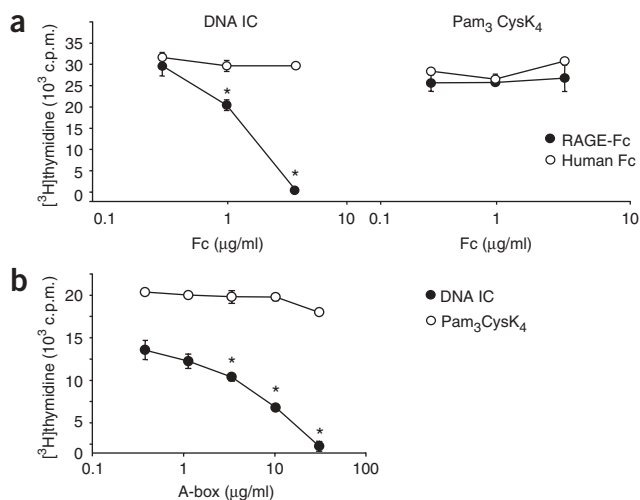 a
DNA IC
Pam3 CysK4
[3H]thymidine (103 c.p.m.)
35
30
25
20
15
10
5
0
*
*
0.1
1
10
0.1
1
10
Fc (μg/ml)
Fc (μg/ml)
RAGE-Fc
Human Fc
b
[3H]thymidine (103 c.p.m.)
20
15
10
5
0
*
*
*
0.1
1
10
100
A-box (μg/ml)
DNA IC
Pam3CysK4